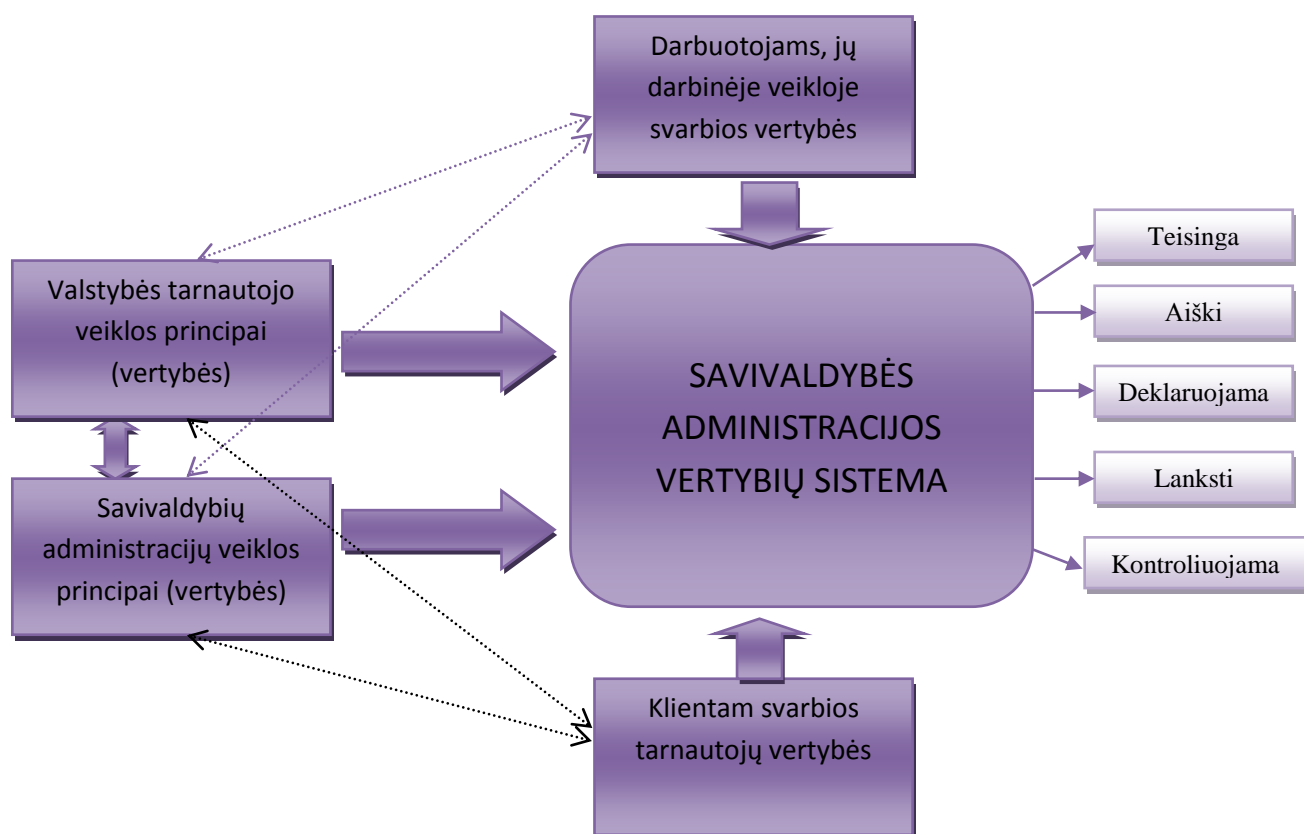 Darbuotojams, jų
darbinėje veikloje
svarbios vertybės
Valstybės tarnautojo
veiklos principai
(vertybės)
Savivaldybių
administracijų veiklos
principai (vertybės)
SAVIVALDYBĖS
ADMINISTRACIJOS
VERTYBIŲ SISTEMA
Teisinga
Aiški
Deklaruojama
Lanksti
Kontroliuojama
Klientam svarbios
tarnautojų vertybės